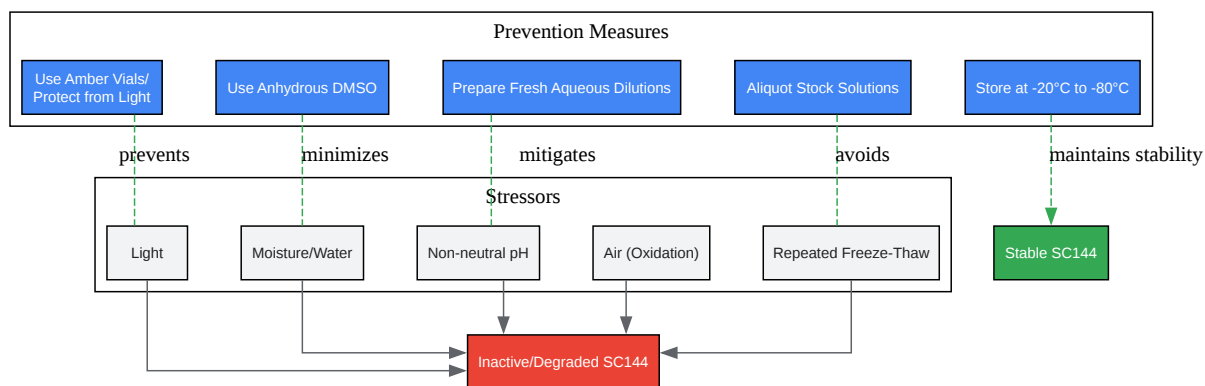 Prevention Measures
Use Amber Vials/
Protect from Light
Use Anhydrous DMSO
Prepare Fresh Aqueous Dilutions
Aliquot Stock Solutions
Store at -20°C to -80°C
prevents
minimizes
mitigates
avoids
maintains stability
Stressors
Light
Moisture/Water
Non-neutral pH
Air (Oxidation)
Repeated Freeze-Thaw
Stable SC144
Inactive/Degraded SC144